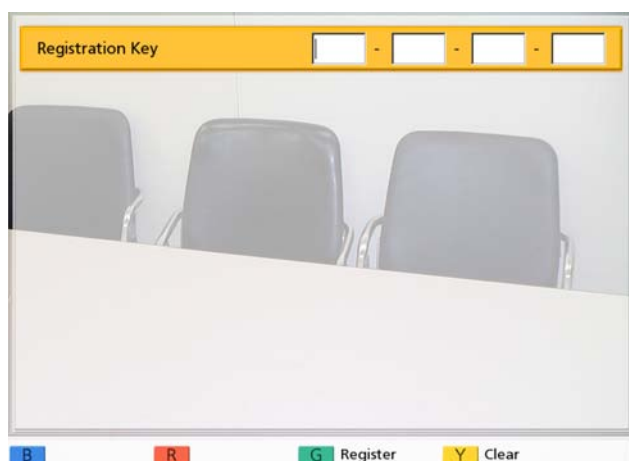 Registration Key - - -
B R G Register Y Clear